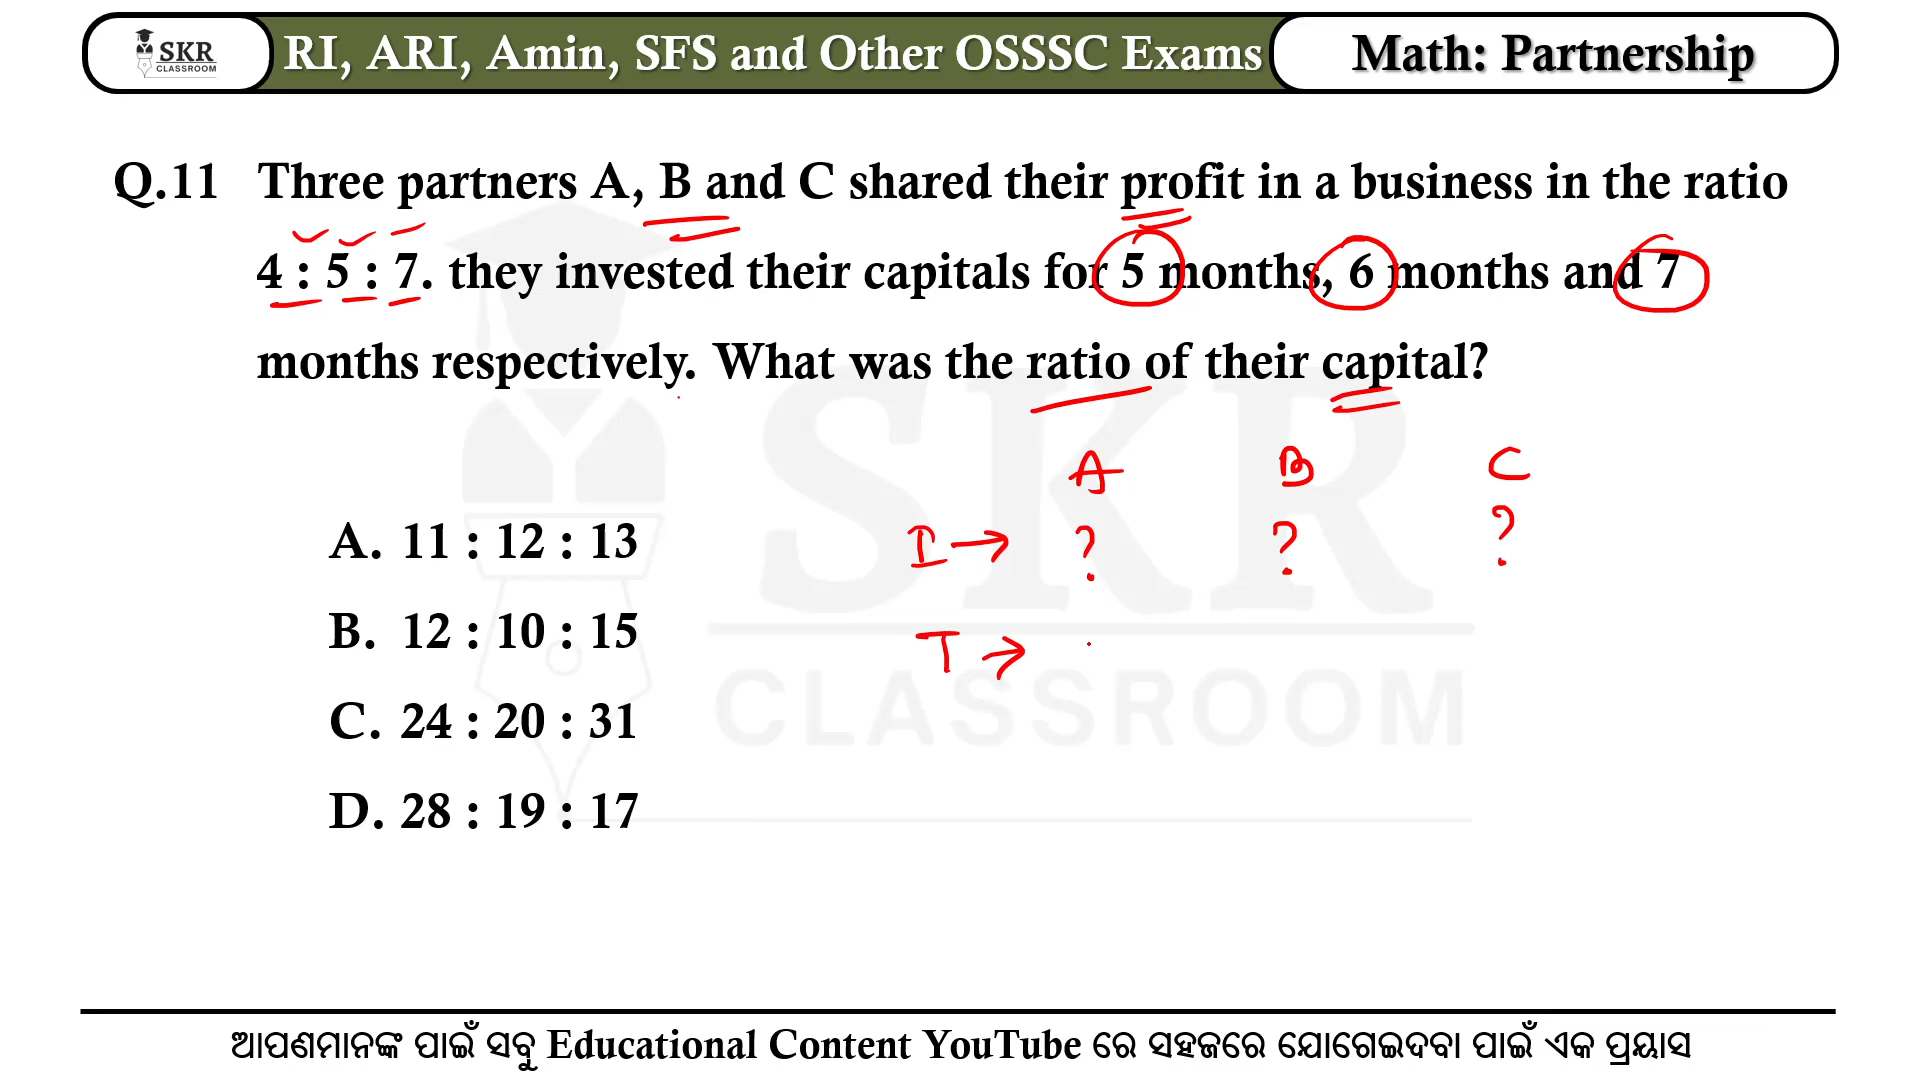 SKR
CLASSROOM
RI, ARI, Amin, SFS and Other OSSSC Exams
Math: Partnership
Q.11 Three partners A, B and C shared their profit in a business in the ratio
4 : 5 : 7. they invested their capitals for 5 months, 6 months and 7
months respectively. What was the ratio of their capital?
A B C
A. 11 : 12 : 13
I → ? ? ?
B. 12 : 10 : 15
T →
C. 24 : 20 : 31
D. 28 : 19 : 17
SKR
CLASSROOM
ଆପଣମାନଙ୍କ ପାଇଁ ସବୁ Educational Content YouTube ରେ ସହଜରେ ଯୋଗେଇଦବା ପାଇଁ ଏକ ପ୍ରୟାସ